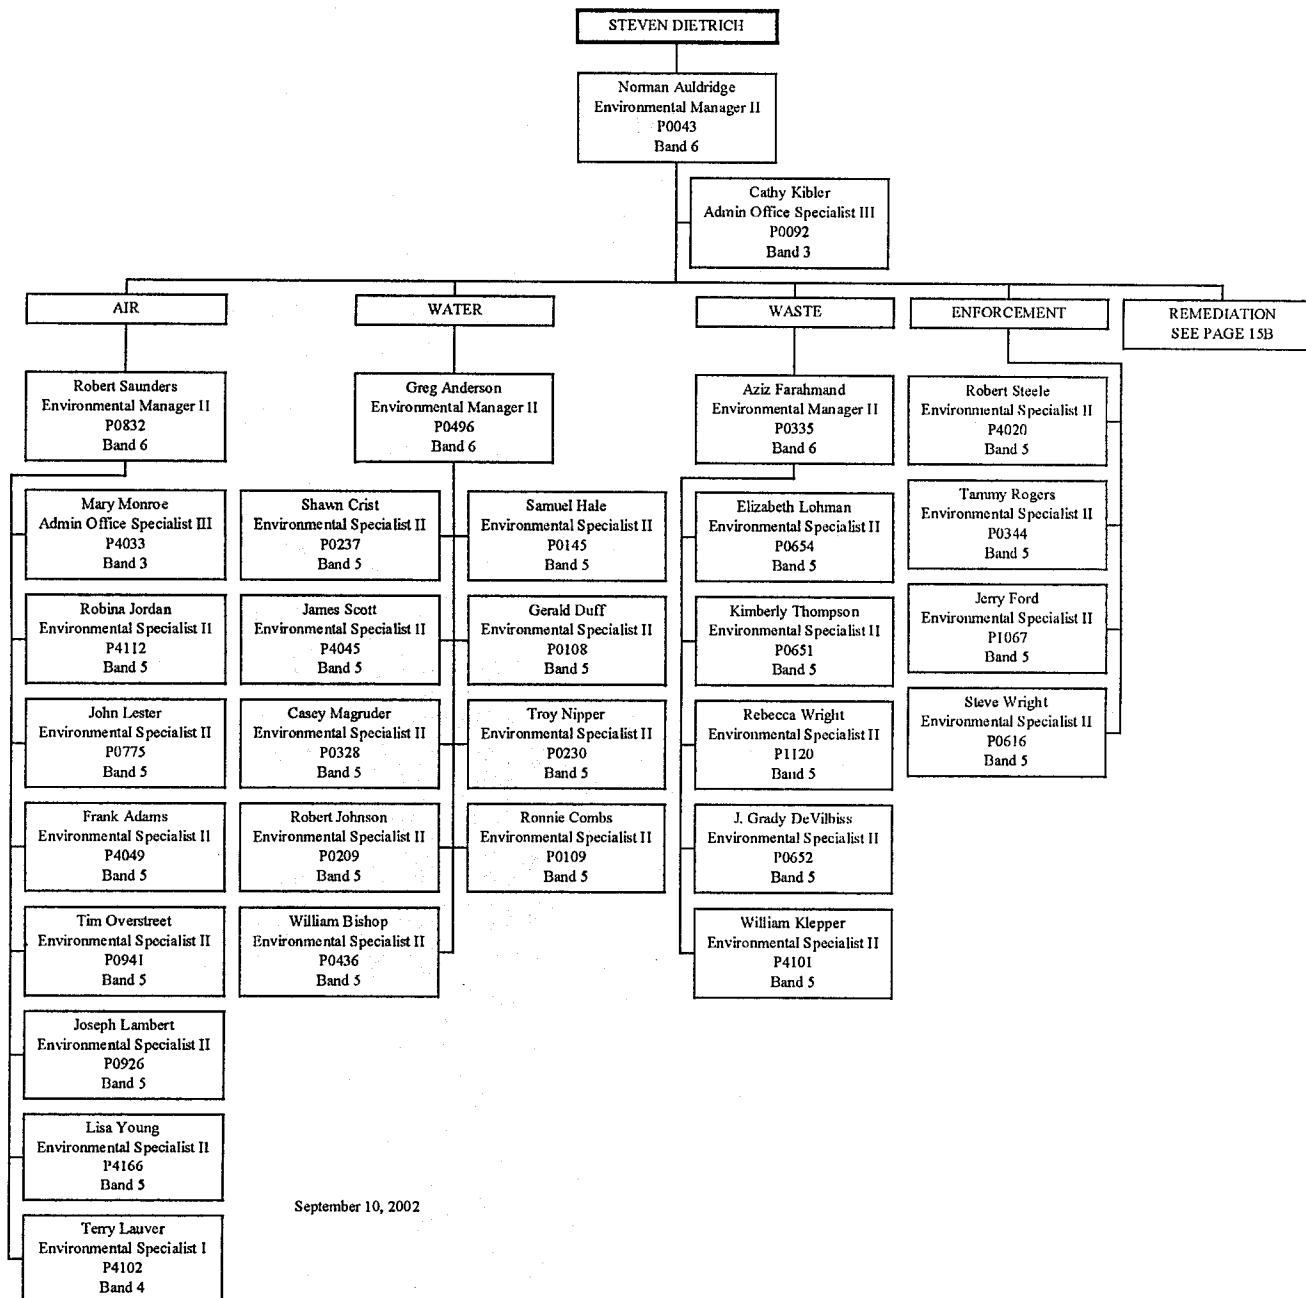 STEVEN DIETRICH
Norman Auldridge
Environmental Manager II
P0043
Band 6
Cathy Kibler
Admin Office Specialist III
P0092
Band 3
AIR
WATER
WASTE
ENFORCEMENT
REMEDIATION
SEE PAGE 15B
Robert Saunders
Environmental Manager II
P0832
Band 6
Mary Monroe
Admin Office Specialist III
P4033
Band 3
Robina Jordan
Environmental Specialist II
P4112
Band 5
John Lester
Environmental Specialist II
P0775
Band 5
Frank Adams
Environmental Specialist II
P4049
Band 5
Tim Overstreet
Environmental Specialist II
P0941
Band 5
Joseph Lambert
Environmental Specialist II
P0926
Band 5
Lisa Young
Environmental Specialist II
P4166
Band 5
Terry Lauver
Environmental Specialist I
P4102
Band 4
Greg Anderson
Environmental Manager II
P0496
Band 6
Shawn Crist
Environmental Specialist II
P0237
Band 5
James Scott
Environmental Specialist II
P4045
Band 5
Casey Magruder
Environmental Specialist II
P0328
Band 5
Robert Johnson
Environmental Specialist II
P0209
Band 5
William Bishop
Environmental Specialist II
P0436
Band 5
Samuel Hale
Environmental Specialist II
P0145
Band 5
Gerald Duff
Environmental Specialist II
P0108
Band 5
Troy Nipper
Environmental Specialist II
P0230
Band 5
Ronnie Combs
Environmental Specialist II
P0109
Band 5
Aziz Farahmand
Environmental Manager II
P0335
Band 6
Elizabeth Lohman
Environmental Specialist II
P0654
Band 5
Kimberly Thompson
Environmental Specialist II
P0651
Band 5
Rebecca Wright
Environmental Specialist II
P1120
Band 5
J. Grady DeVilbiss
Environmental Specialist II
P0652
Band 5
William Klepper
Environmental Specialist II
P4101
Band 5
Robert Steele
Environmental Specialist II
P4020
Band 5
Tammy Rogers
Environmental Specialist II
P0344
Band 5
Jerry Ford
Environmental Specialist II
P1067
Band 5
Steve Wright
Environmental Specialist II
P0616
Band 5
September 10, 2002